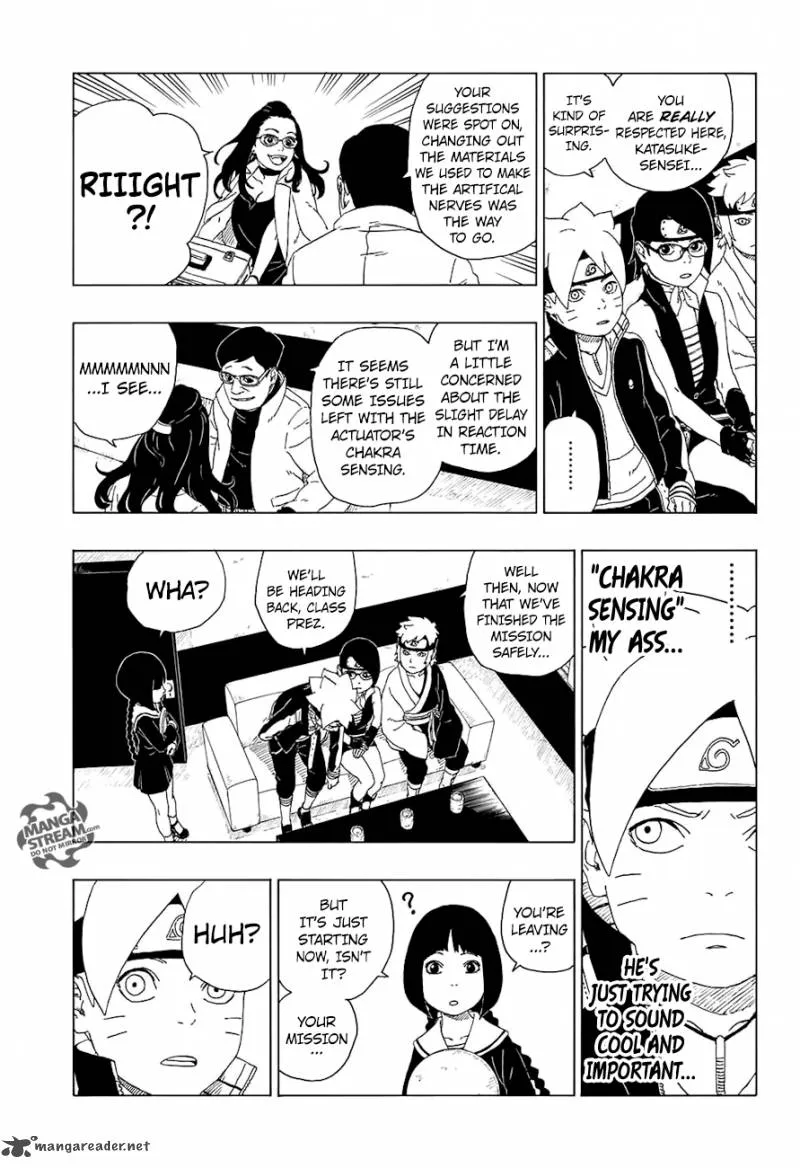 YOU
ARE REALLY
RESPECTED HERE,
KATASUKE-
SENSEI...
IT'S
KIND OF
SURPRIS-
ING.
.......
YOUR
SUGGESTIONS
WERE SPOT ON,
CHANGING OUT
THE MATERIALS
WE USED TO MAKE
THE ARTIFICAL
NERVES WAS
THE WAY
TO GO.
RIIIGHT
?!
BUT I'M
A LITTLE
CONCERNED
ABOUT THE
SLIGHT DELAY
IN REACTION
TIME.
IT SEEMS
THERE'S STILL
SOME ISSUES
LEFT WITH THE
ACTUATOR'S
CHAKRA
SENSING.
MMMMMMNNN
...I SEE...
........
"CHAKRA
SENSING"
MY ASS...
HE'S
JUST TRYING
TO SOUND
COOL AND
IMPORTANT...
WELL
THEN, NOW
THAT WE'VE
FINISHED THE
MISSION
SAFELY...
WE'LL
BE HEADING
BACK, CLASS
PREZ.
WHA?
YOU'RE
LEAVING
...?
?
BUT
IT'S JUST
STARTING
NOW, ISN'T
IT?
YOUR
MISSION
...
HUH?
MANGA
STREAM.com
DO NOT MIRROR
mangareader.net